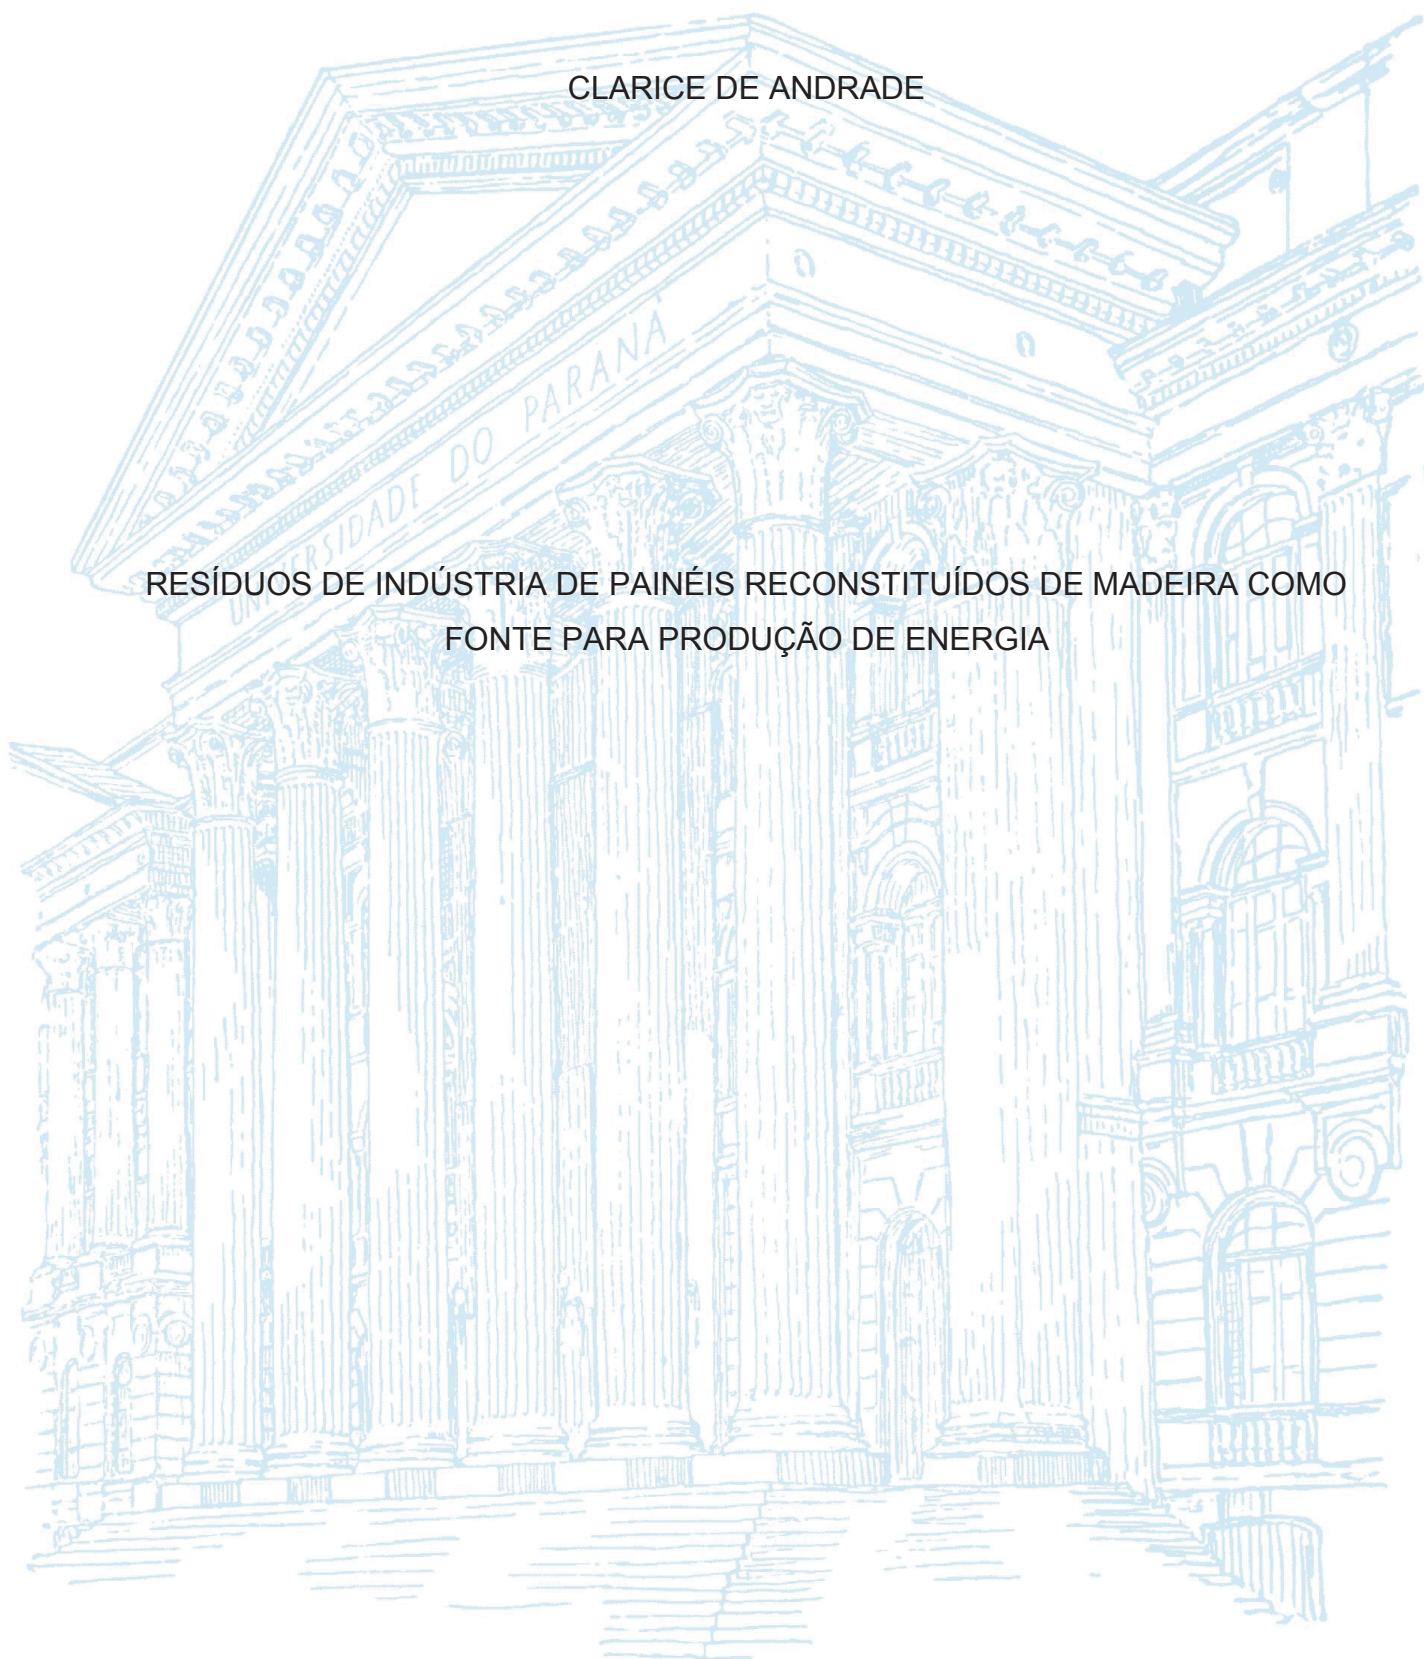 CLARICE DE ANDRADE
UNIVERSIDADE DO PARANÁ
RESÍDUOS DE INDÚSTRIA DE PAINÉIS RECONSTITUÍDOS DE MADEIRA COMO
FONTE PARA PRODUÇÃO DE ENERGIA